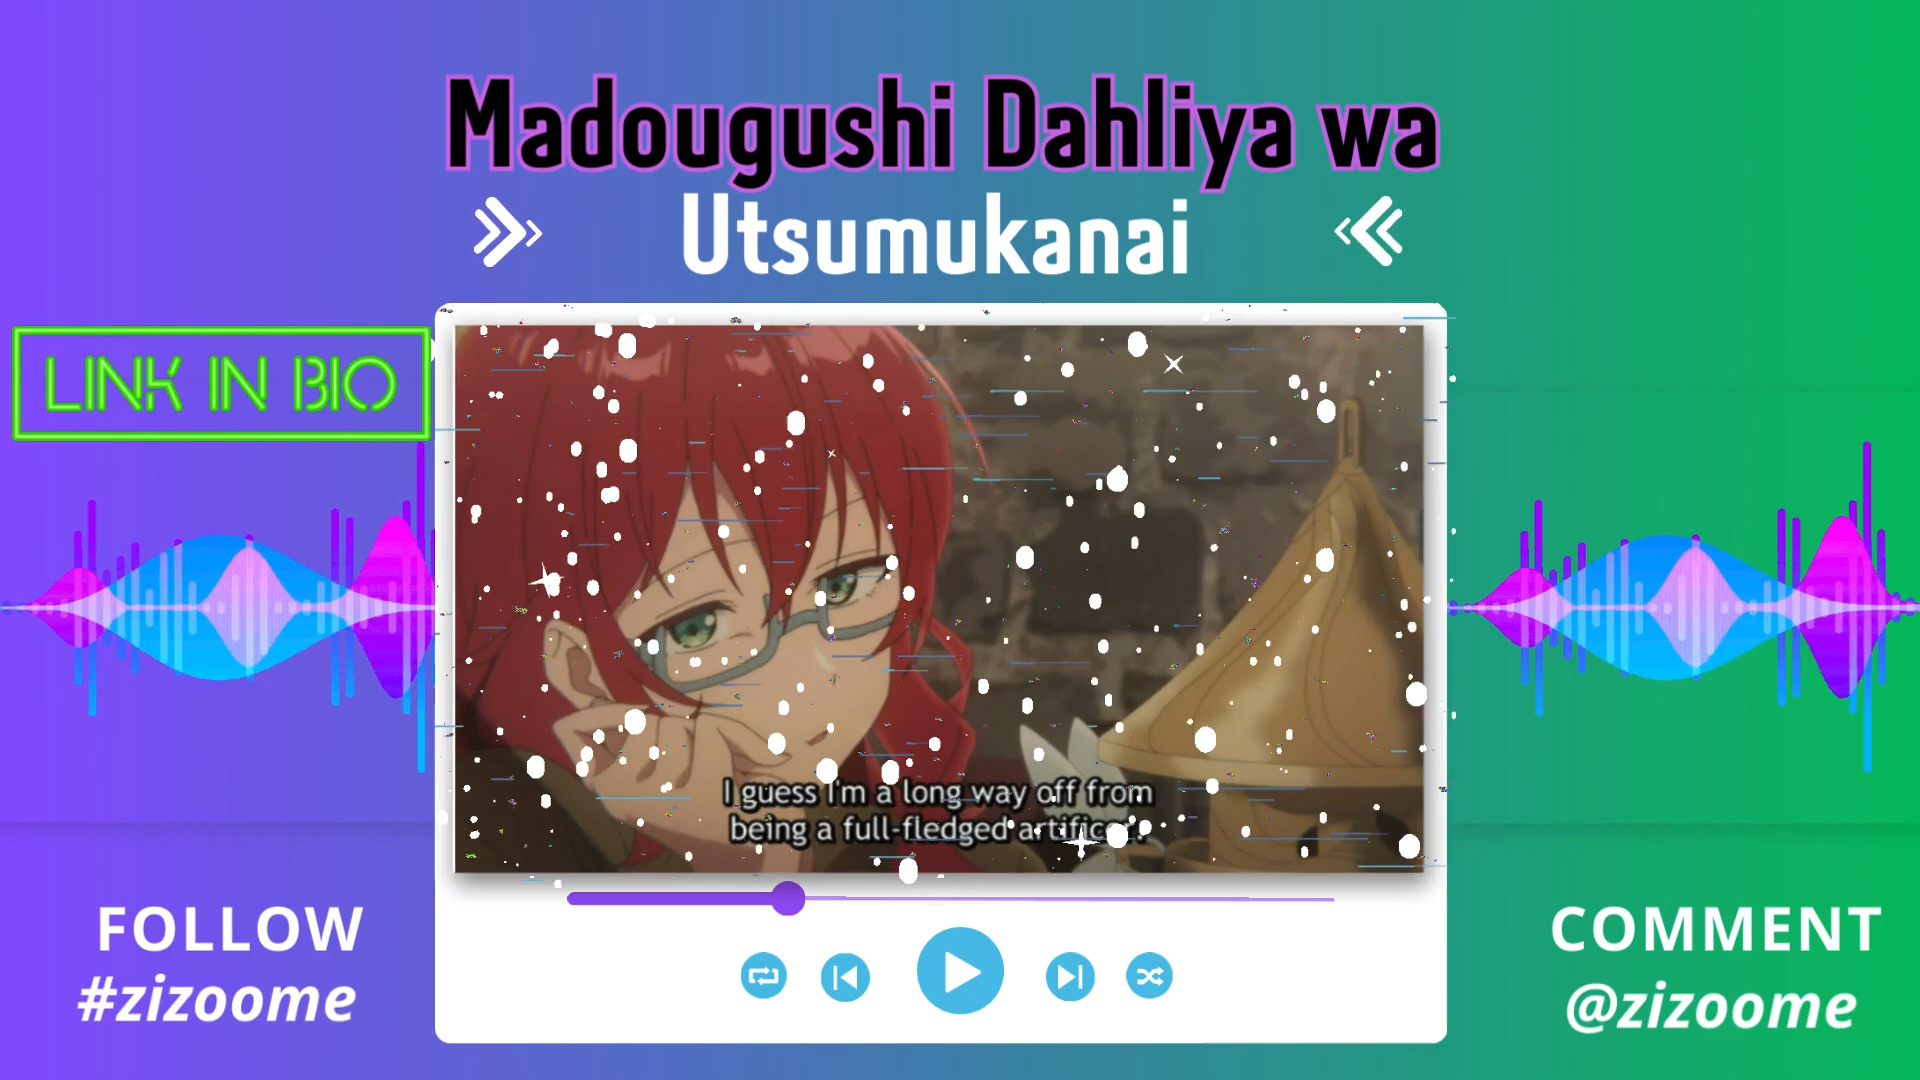 Madougushi Dahliya wa
Utsumukanai
LINK IN BIO
I guess I'm a long way off from
being a full-fledged artificer.
FOLLOW
#zizoome
COMMENT
@zizoome